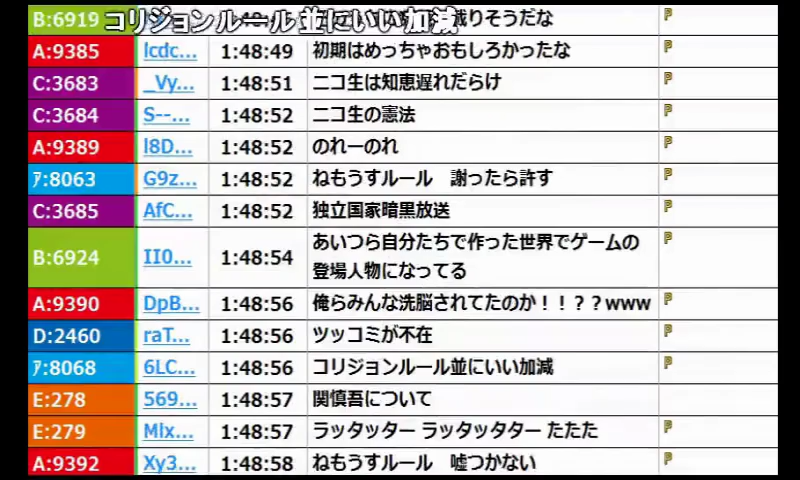 コリジョンルール並にいい加減
B:6919 減りそうだな P
A:9385 lcdc... 1:48:49 初期はめっちゃおもしろかったな P
C:3683 _Vy... 1:48:51 ニコ生は知恵遅れだらけ P
C:3684 S--... 1:48:52 ニコ生の憲法 P
A:9389 l8D... 1:48:52 のれーのれ P
ｱ:8063 G9z... 1:48:52 ねもうすルール　謝ったら許す P
C:3685 AfC... 1:48:52 独立国家暗黒放送 P
B:6924 II0... 1:48:54 あいつら自分たちで作った世界でゲームの P
登場人物になってる
A:9390 DpB... 1:48:56 俺らみんな洗脳されてたのか！！？？www P
D:2460 raT... 1:48:56 ツッコミが不在 P
ｱ:8068 6LC... 1:48:56 コリジョンルール並にいい加減 P
E:278 569... 1:48:57 関慎吾について
E:279 Mix... 1:48:57 ラッタッター ラッタッタター たたた P
A:9392 Xy3... 1:48:58 ねもうすルール　嘘つかない P